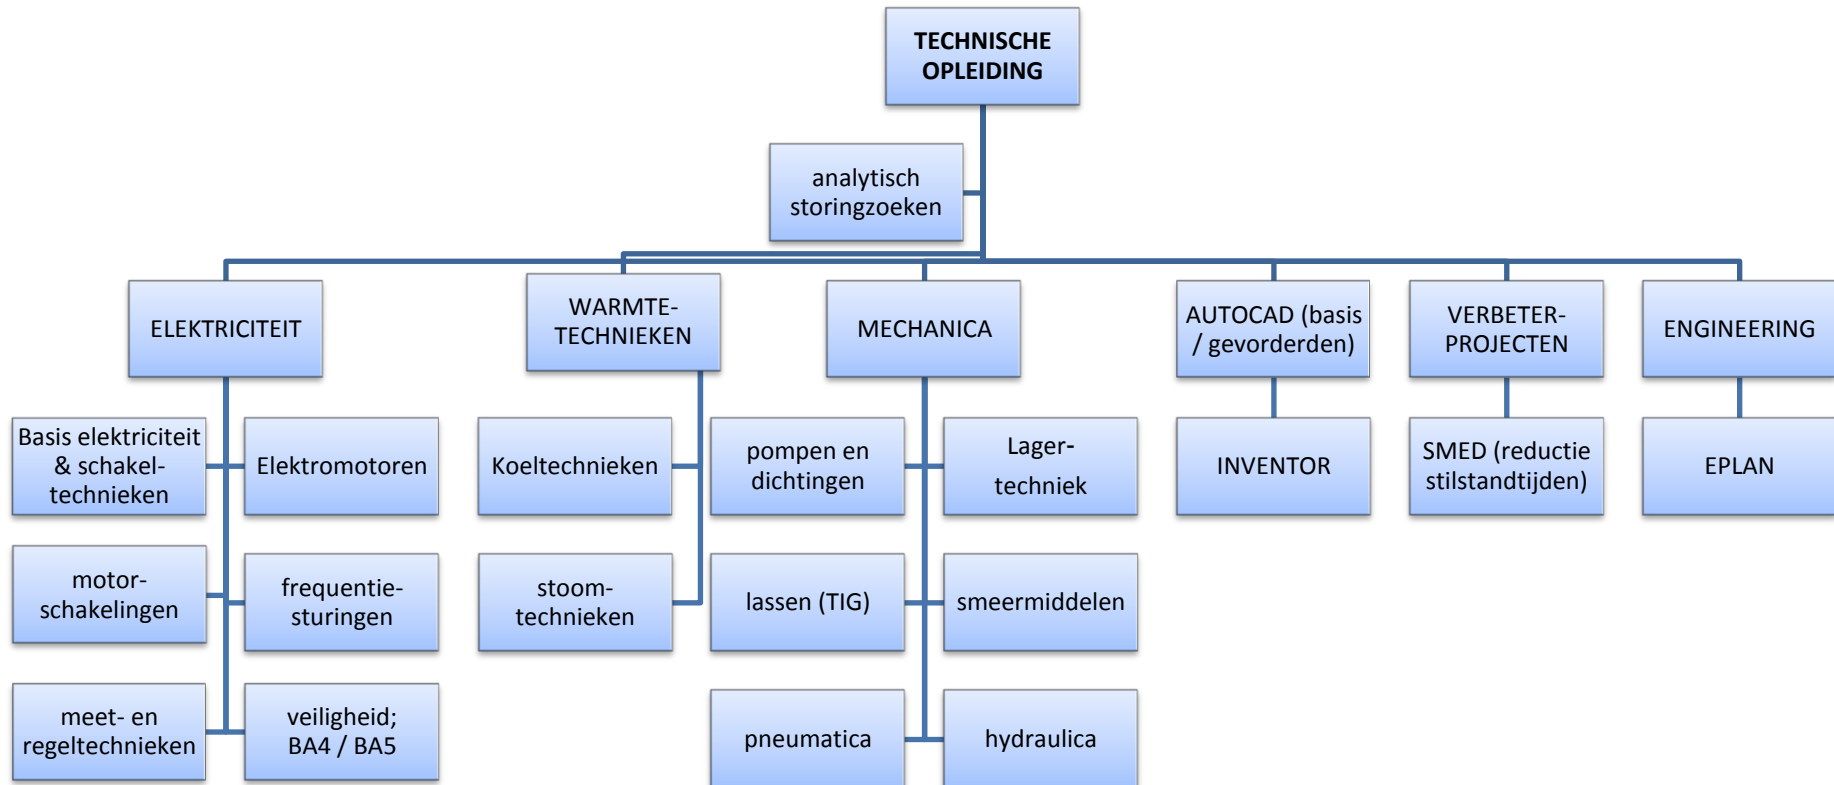 TECHNISCHE
OPLEIDING
analytisch
storingzoeken
ELEKTRICITEIT
WARMTE-
TECHNIEKEN
MECHANICA
AUTOCAD (basis
/ gevorderden)
VERBETER-
PROJECTEN
ENGINEERING
Basis elektriciteit
& schakel-
technieken
Elektromotoren
Koeltechnieken
pompen en
dichtingen
Lager-
techniek
INVENTOR
SMED (reductie
stilstandtijden)
EPLAN
motor-
schakelingen
frequentie-
sturingen
stoom-
technieken
lassen (TIG)
smeermiddelen
meet- en
regeltechnieken
veiligheid;
BA4 / BA5
pneumatica
hydraulica